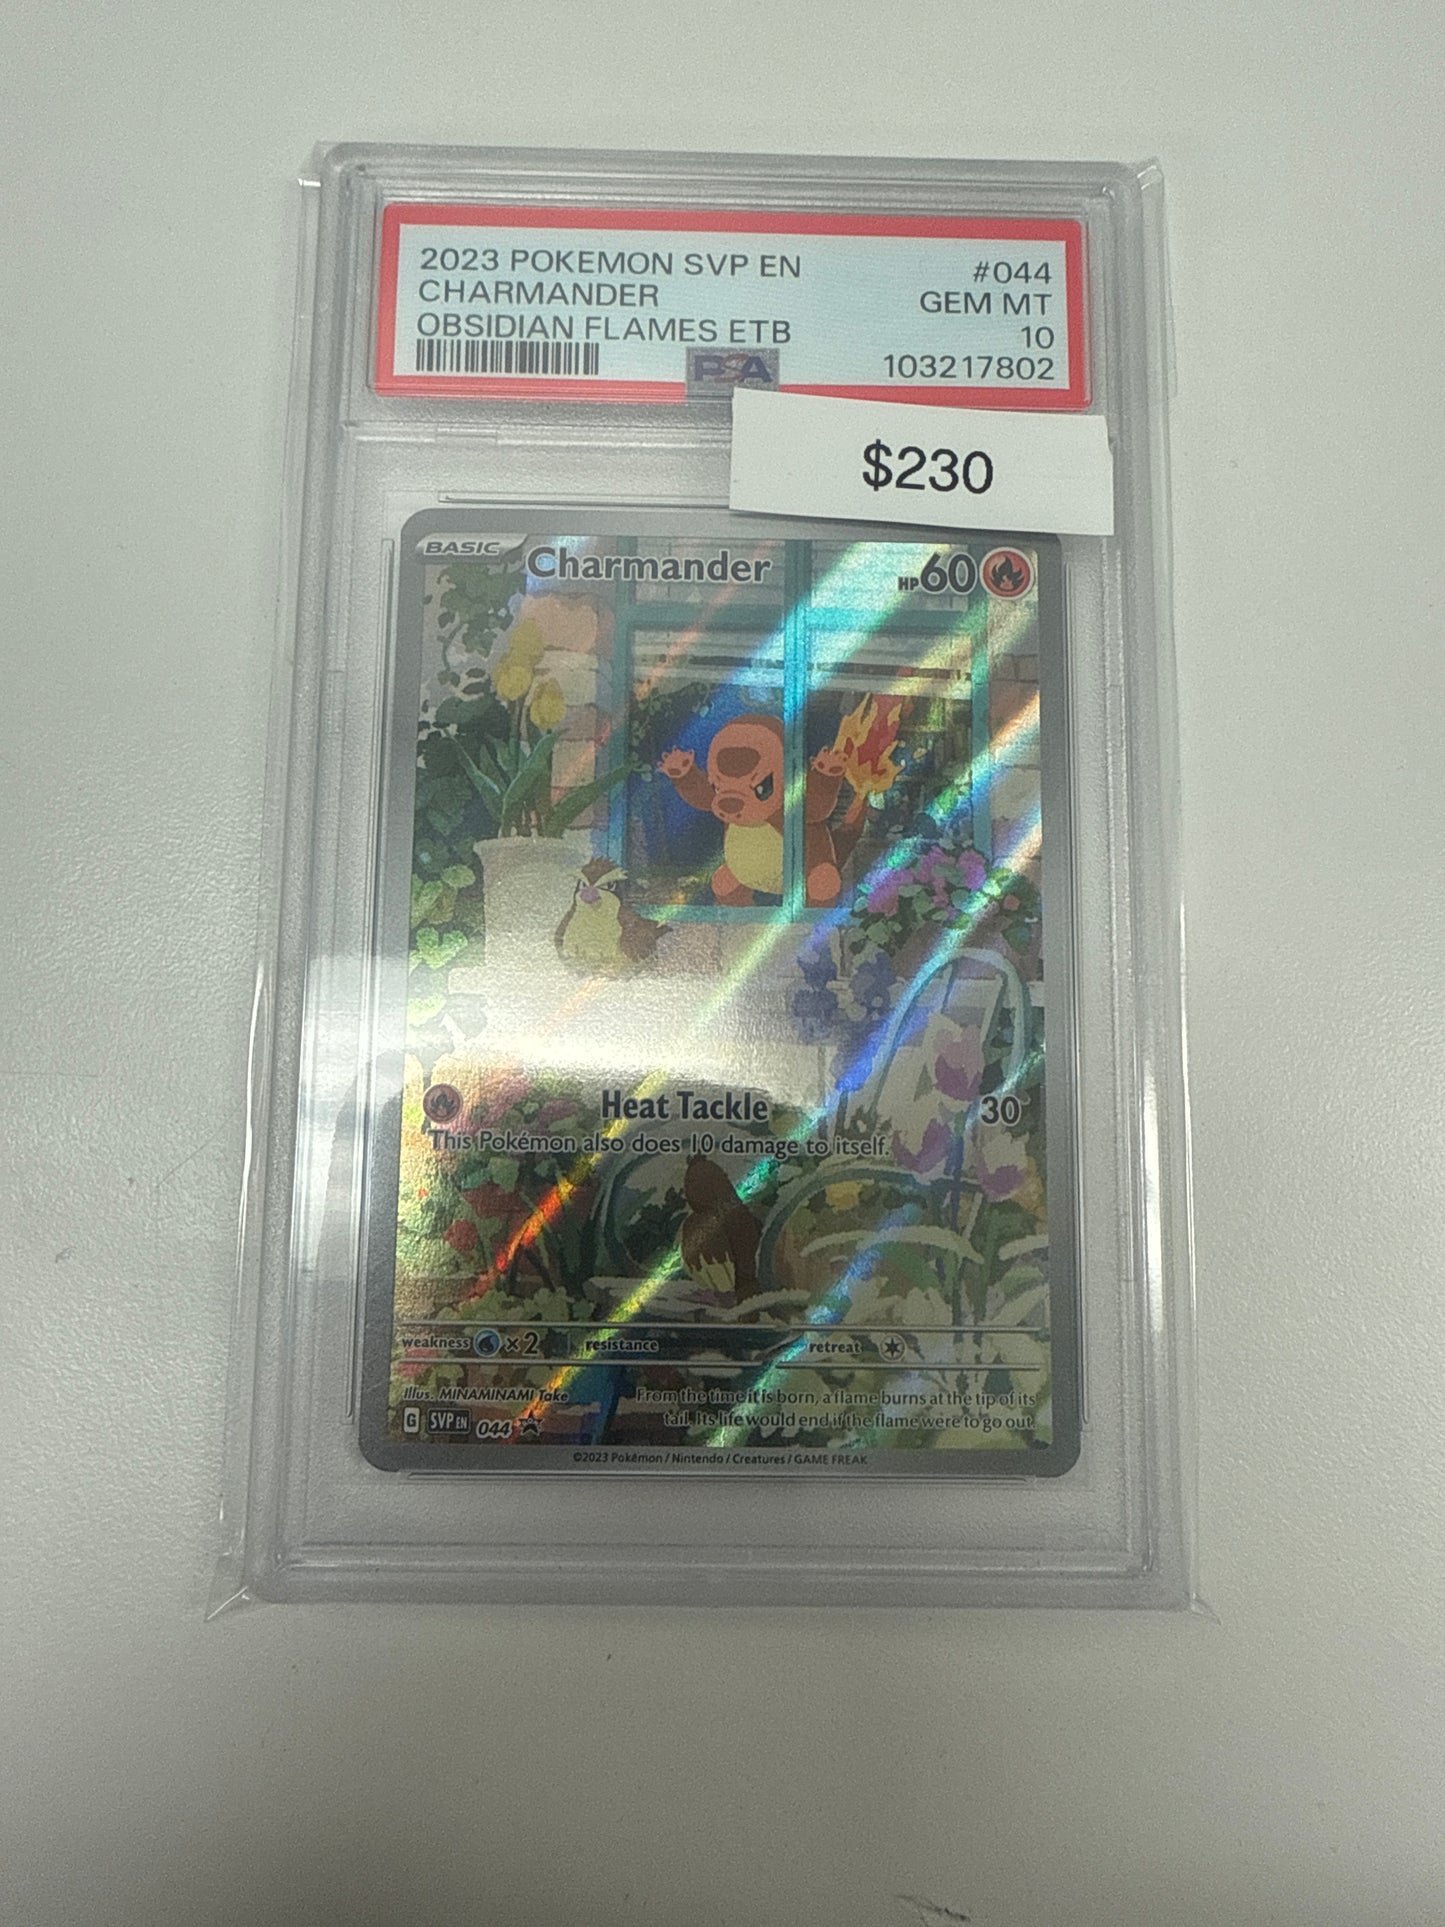 2023 POKEMON SVP EN #044
CHARMANDER GEM MT
OBSIDIAN FLAMES ETB 10
PSA 103217802
$230
BASIC Charmander HP60
Heat Tackle 30
This Pokémon also does 10 damage to itself.
weakness ×2 resistance retreat
Illus. MINAMINAMI Take
From the time it is born, a flame burns at the tip of its
tail. Its life would end if the flame were to go out.
G SVP EN 044
©2023 Pokémon / Nintendo / Creatures / GAME FREAK